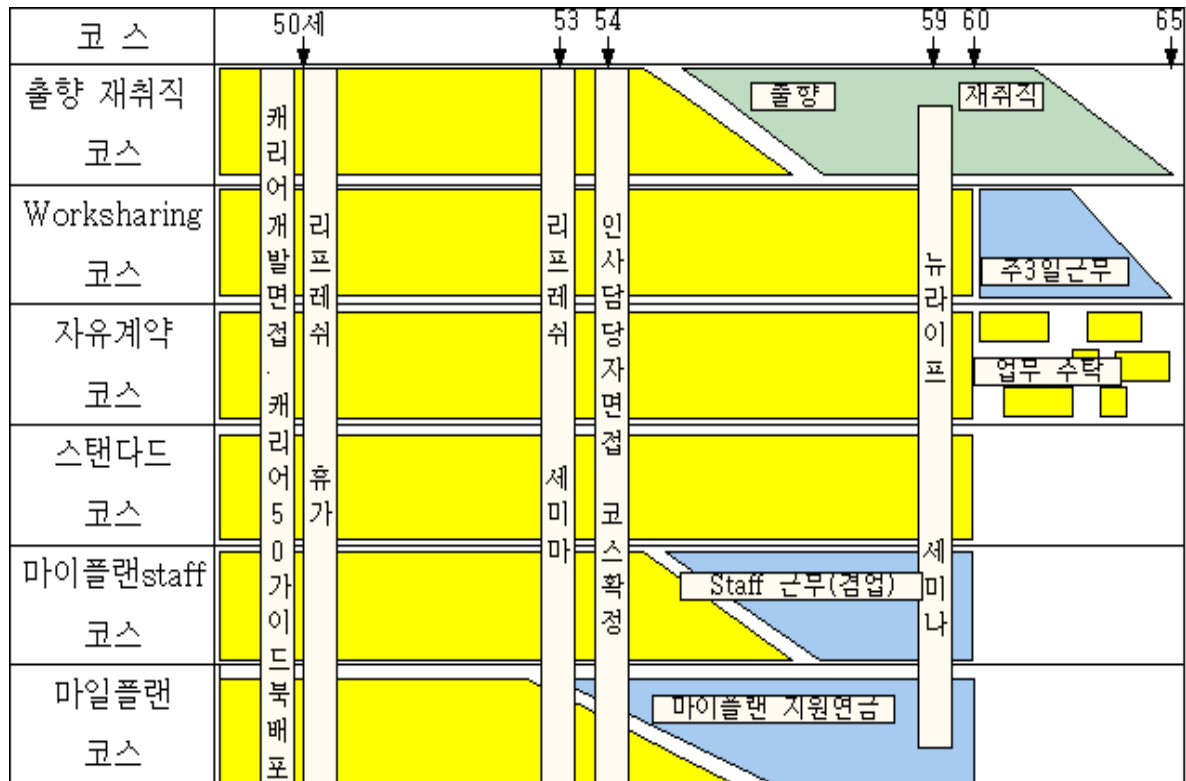 코 스
50세
53 54
59 60
65
출향 재취직
코스
출향
재취직
Worksharing
코스
주3일근무
자유계약
코스
업무 수탁
스탠다드
코스
마이플랜staff
코스
Staff 근무(겸업)
마일플랜
코스
마이플랜 지원연금
캐리어개발면접·캐리어50가이드북배포
리프레쉬 휴가
리프레쉬 세미마
인사담당자면접 코스확정
뉴라이프 세미나